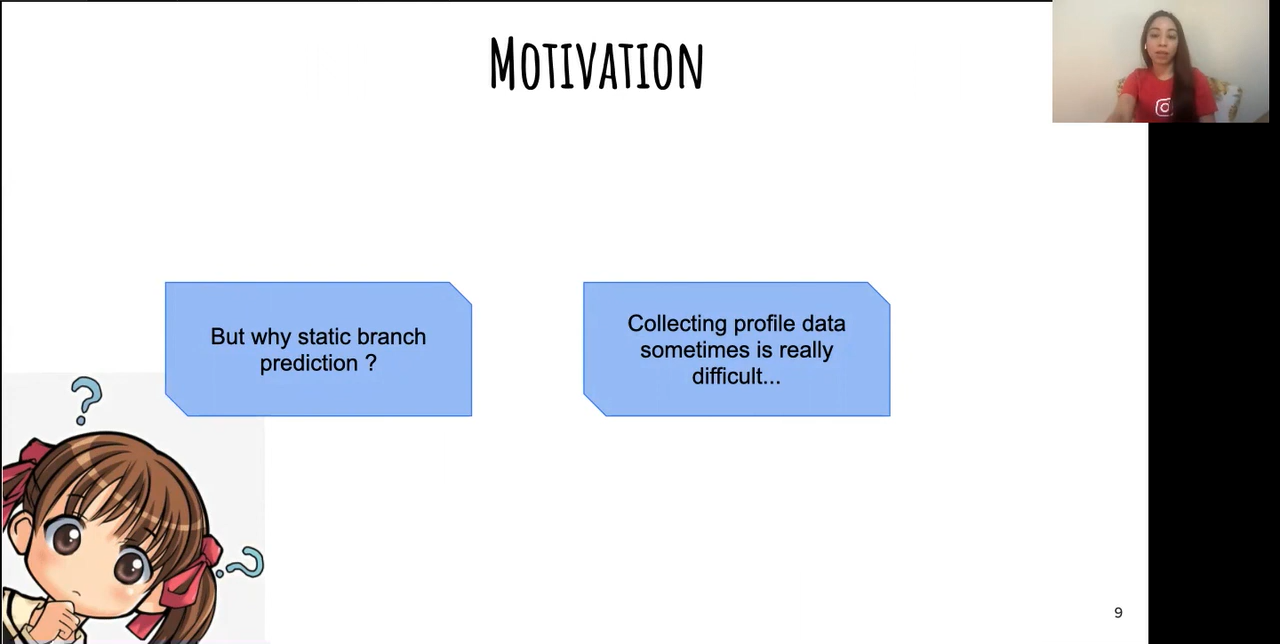 MOTIVATION
But why static branch
prediction ?
Collecting profile data
sometimes is really
difficult...
9